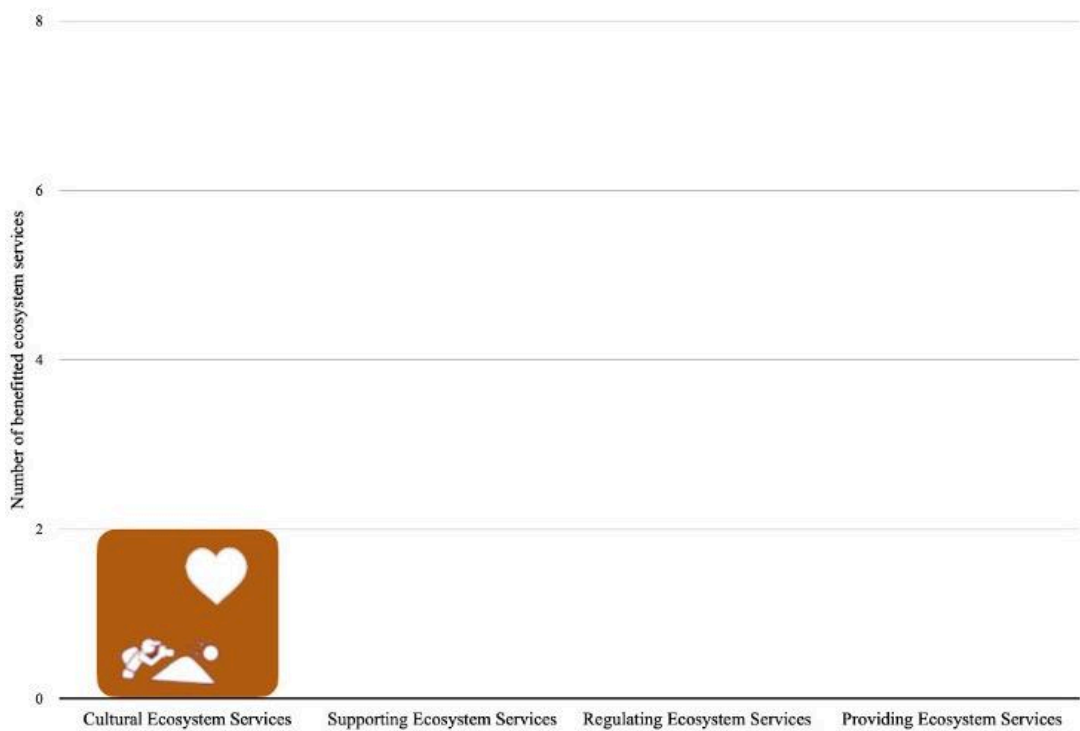 8
6
4
2
0
Number of benefitted ecosystem services
Cultural Ecosystem Services
Supporting Ecosystem Services
Regulating Ecosystem Services
Providing Ecosystem Services